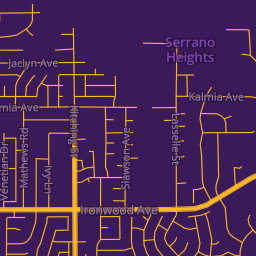 Serrano
Heights
Jaclyn Ave
Kalmia Ave
mia Ave
Kitching St
Slawson Ave
Lasselle St
Mathews Rd
Venetian Dr
Ivy Ln
Ironwood Ave